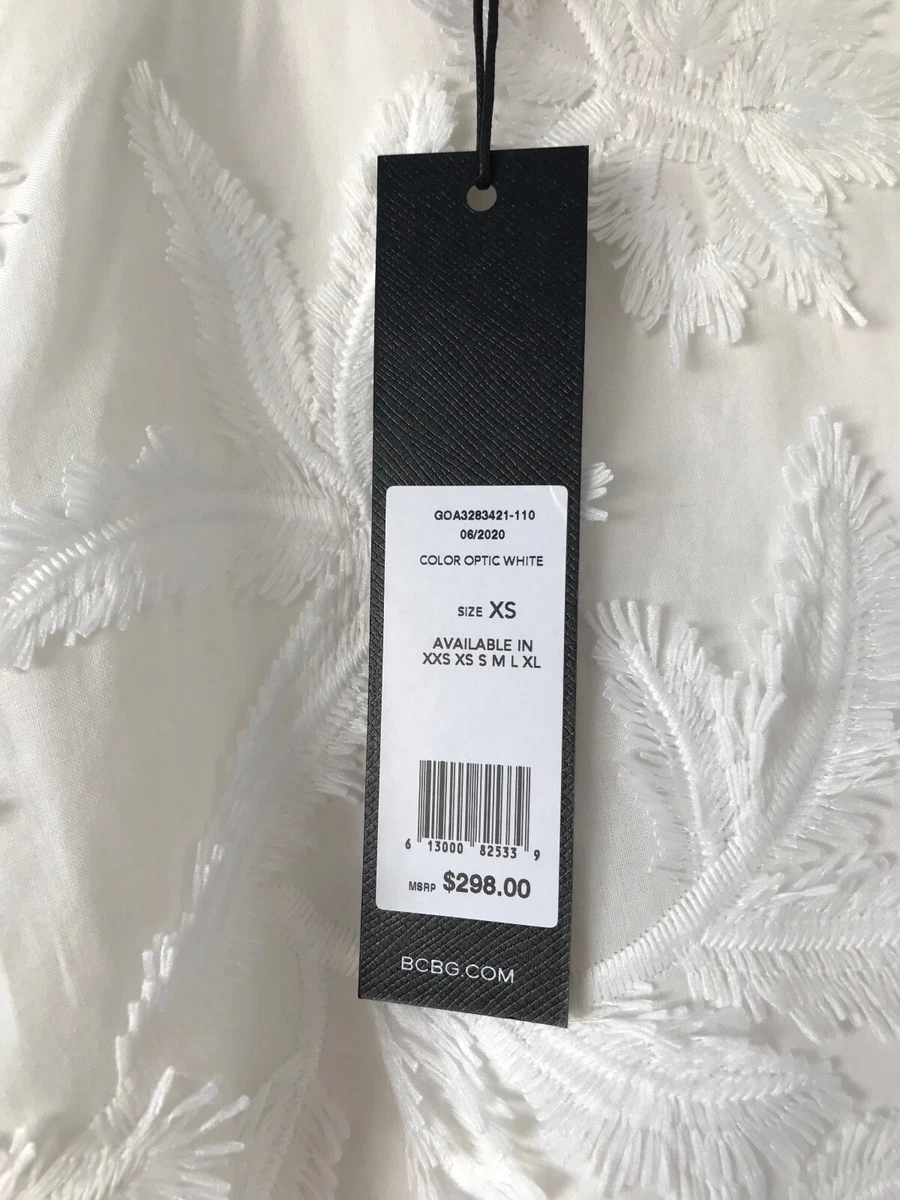 GOA3283421-110
06/2020
COLOR OPTIC WHITE
SIZE XS
AVAILABLE IN
XXS XS S M L XL
6 13000 82533 9
MSRP $298.00
BCBG.COM